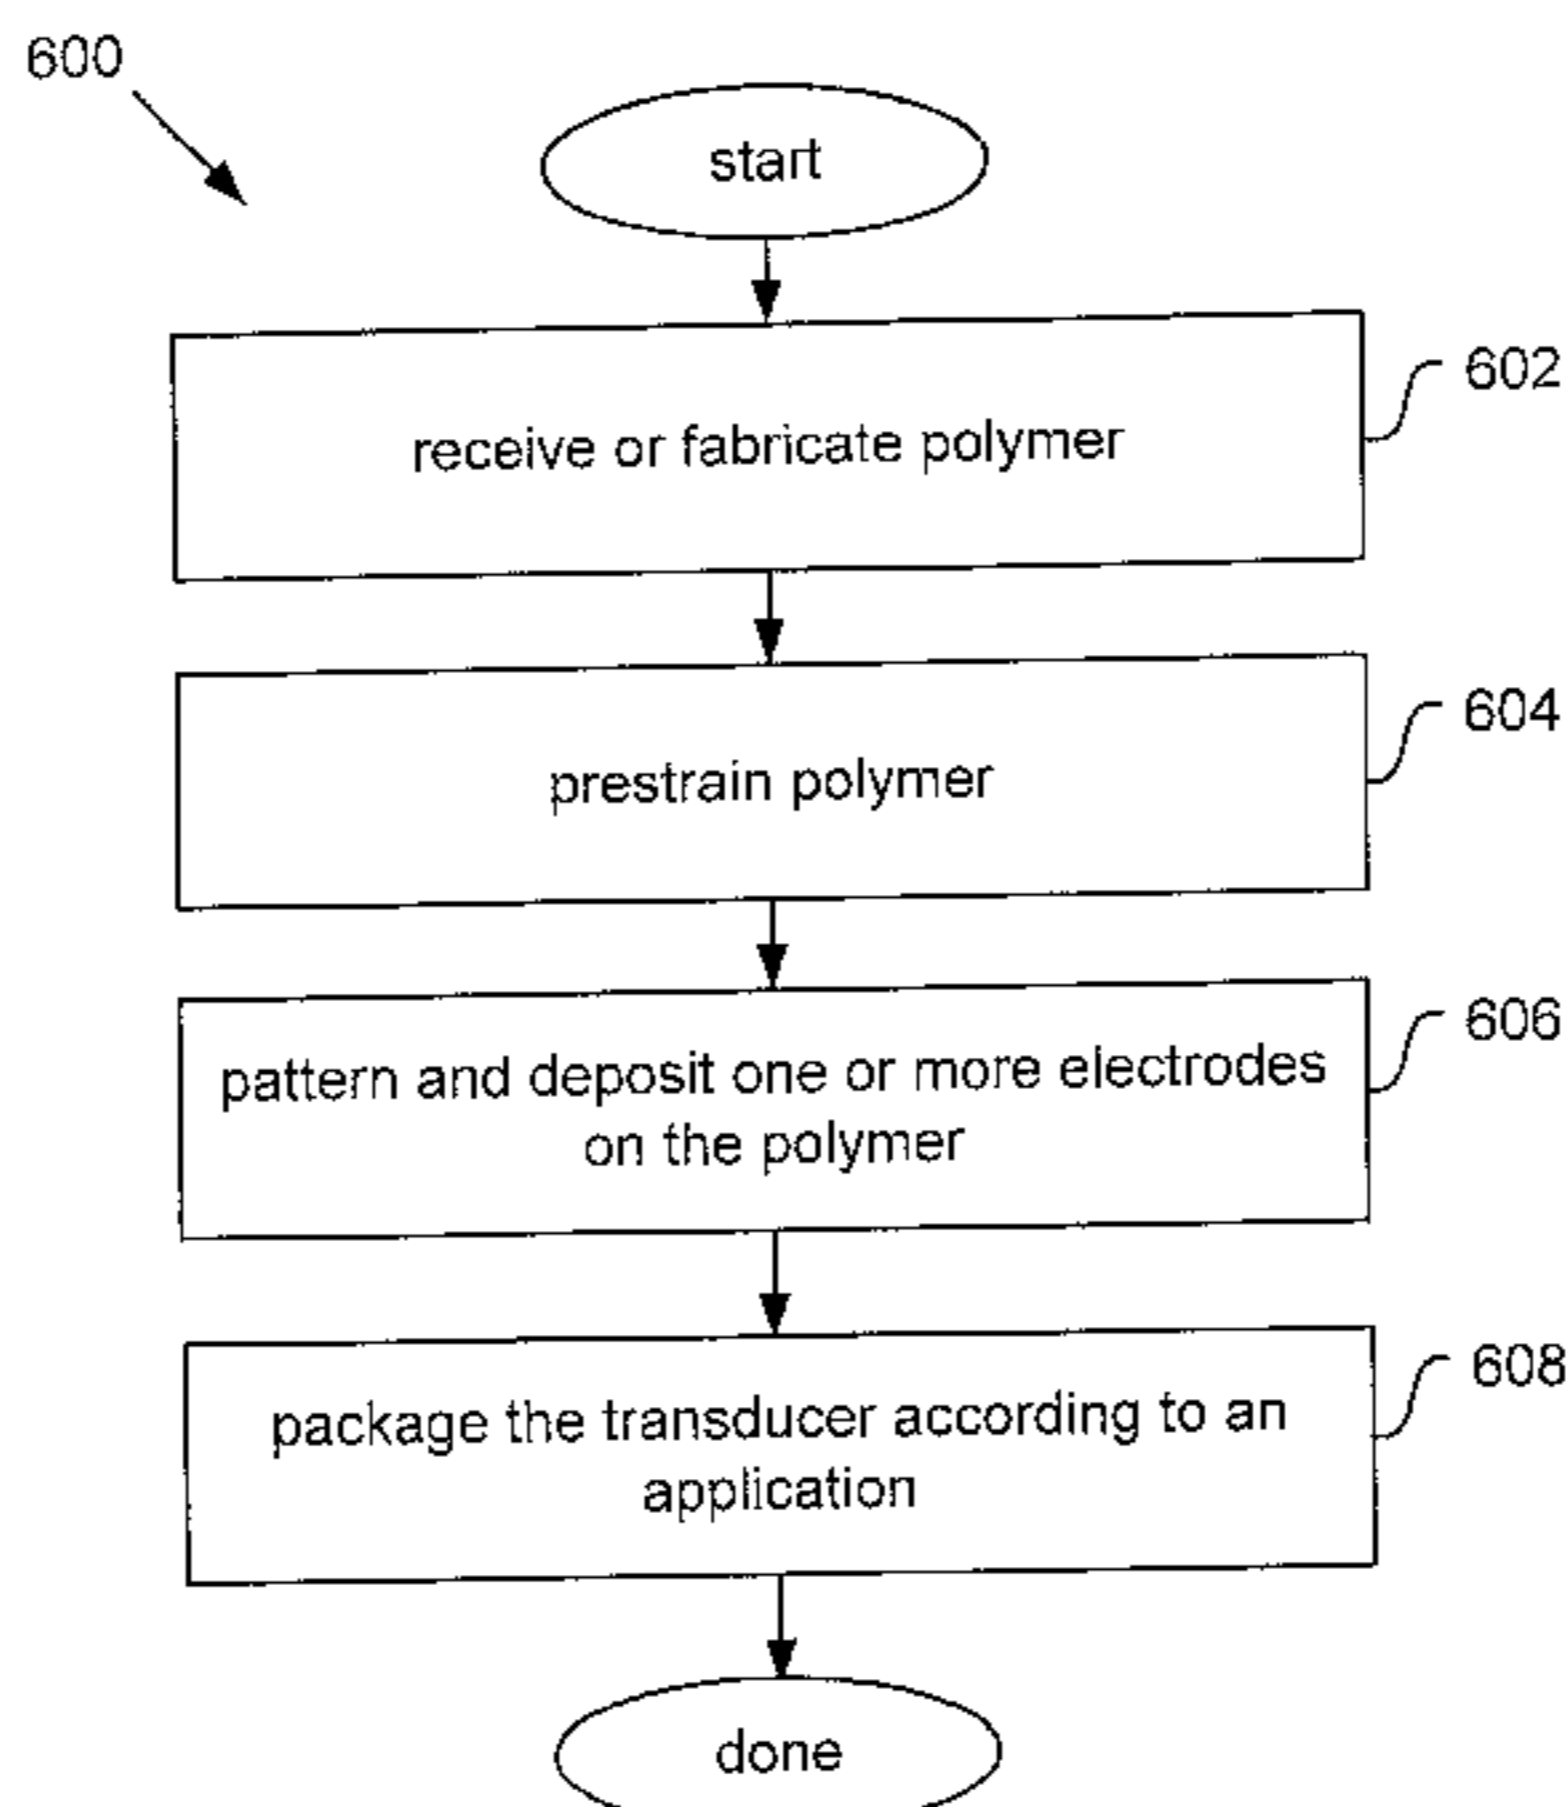 600
start
receive or fabricate polymer
602
prestrain polymer
604
pattern and deposit one or more electrodes
on the polymer
606
package the transducer according to an
application
608
done